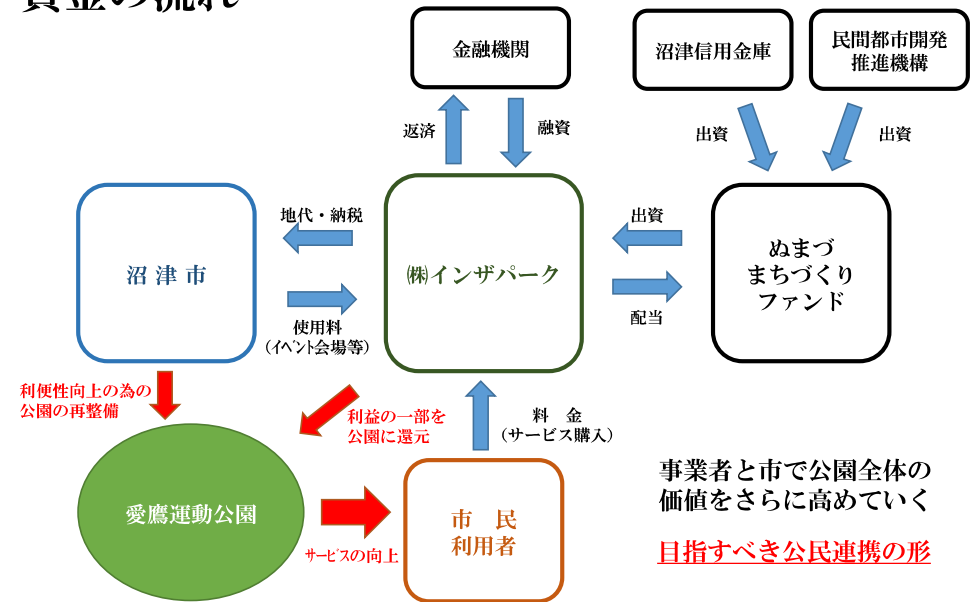 資金の流れ
金融機関
沼津信用金庫
民間都市開発
推進機構
返済
融資
出資
出資
沼 津 市
地代・納税
㈱インザパーク
出資
ぬまづ
まちづくり
ファンド
使用料
(イベント会場等)
配当
利便性向上の為の
公園の再整備
利益の一部を
公園に還元
料　金
(サービス購入)
愛鷹運動公園
サービスの向上
市　民
利用者
事業者と市で公園全体の
価値をさらに高めていく
目指すべき公民連携の形